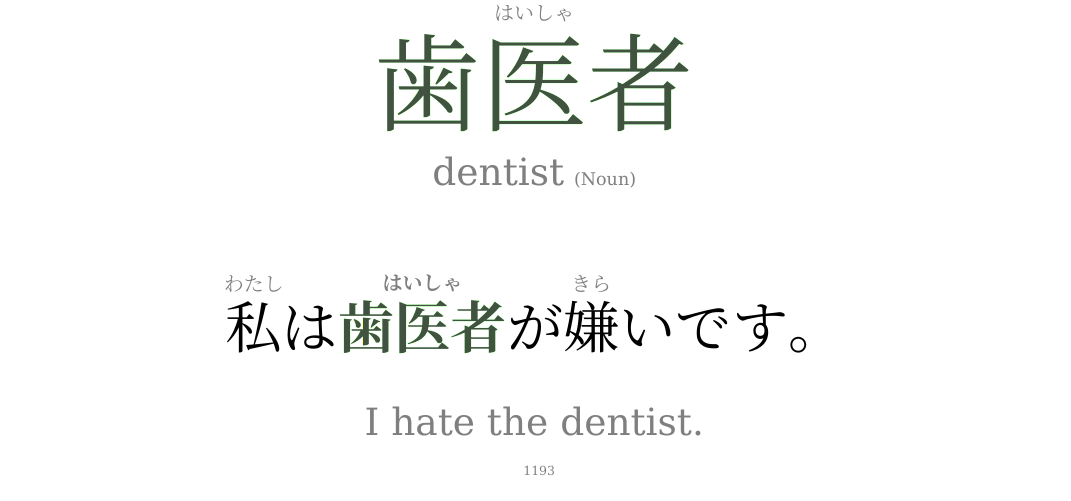 はいしゃ
歯医者
dentist (Noun)
わたし はいしゃ きら
私は歯医者が嫌いです。
I hate the dentist.
1193